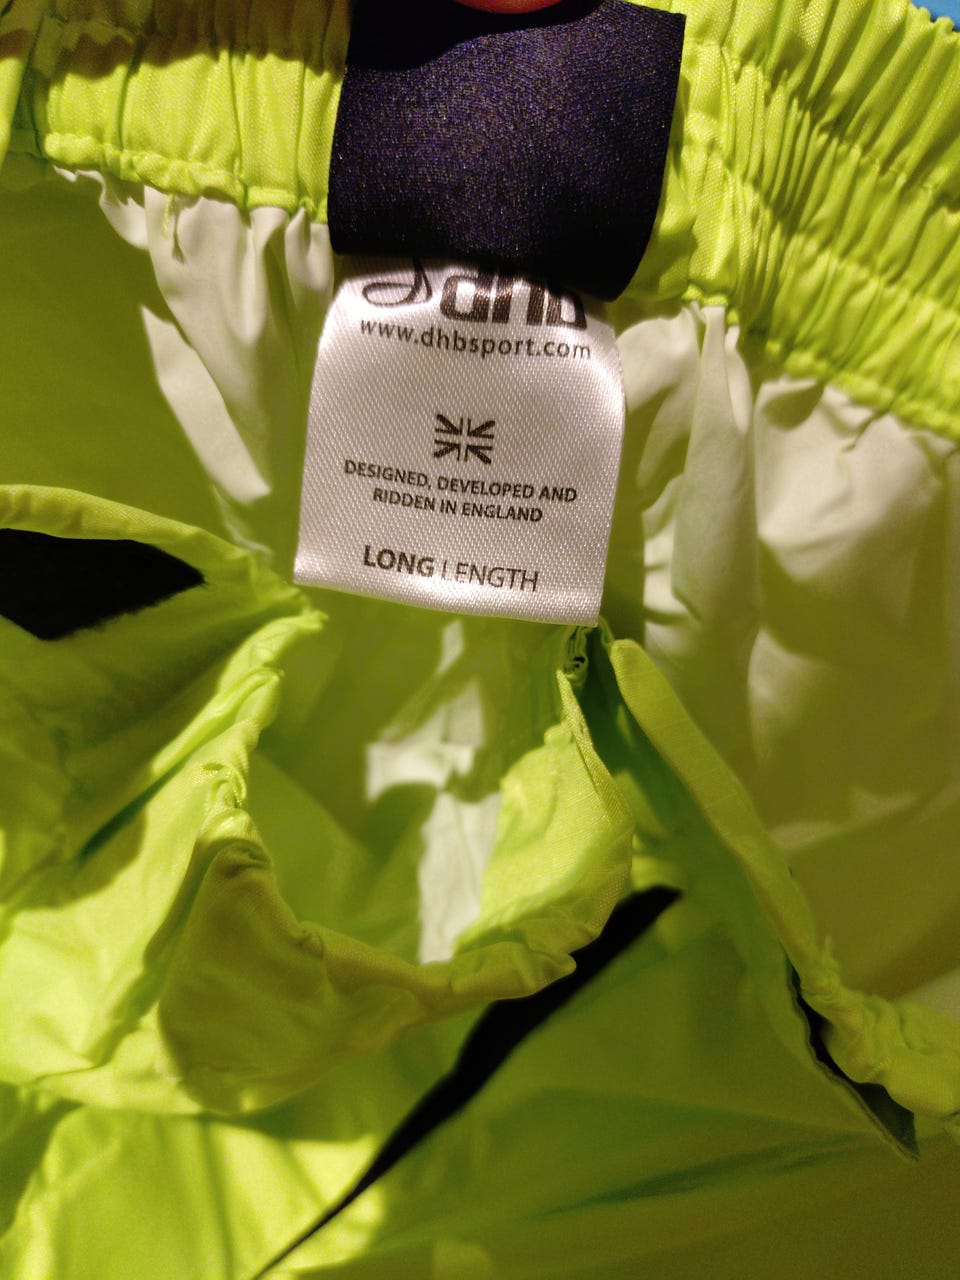 dhb
www.dhbsport.com
DESIGNED, DEVELOPED AND
RIDDEN IN ENGLAND
LONG LENGTH